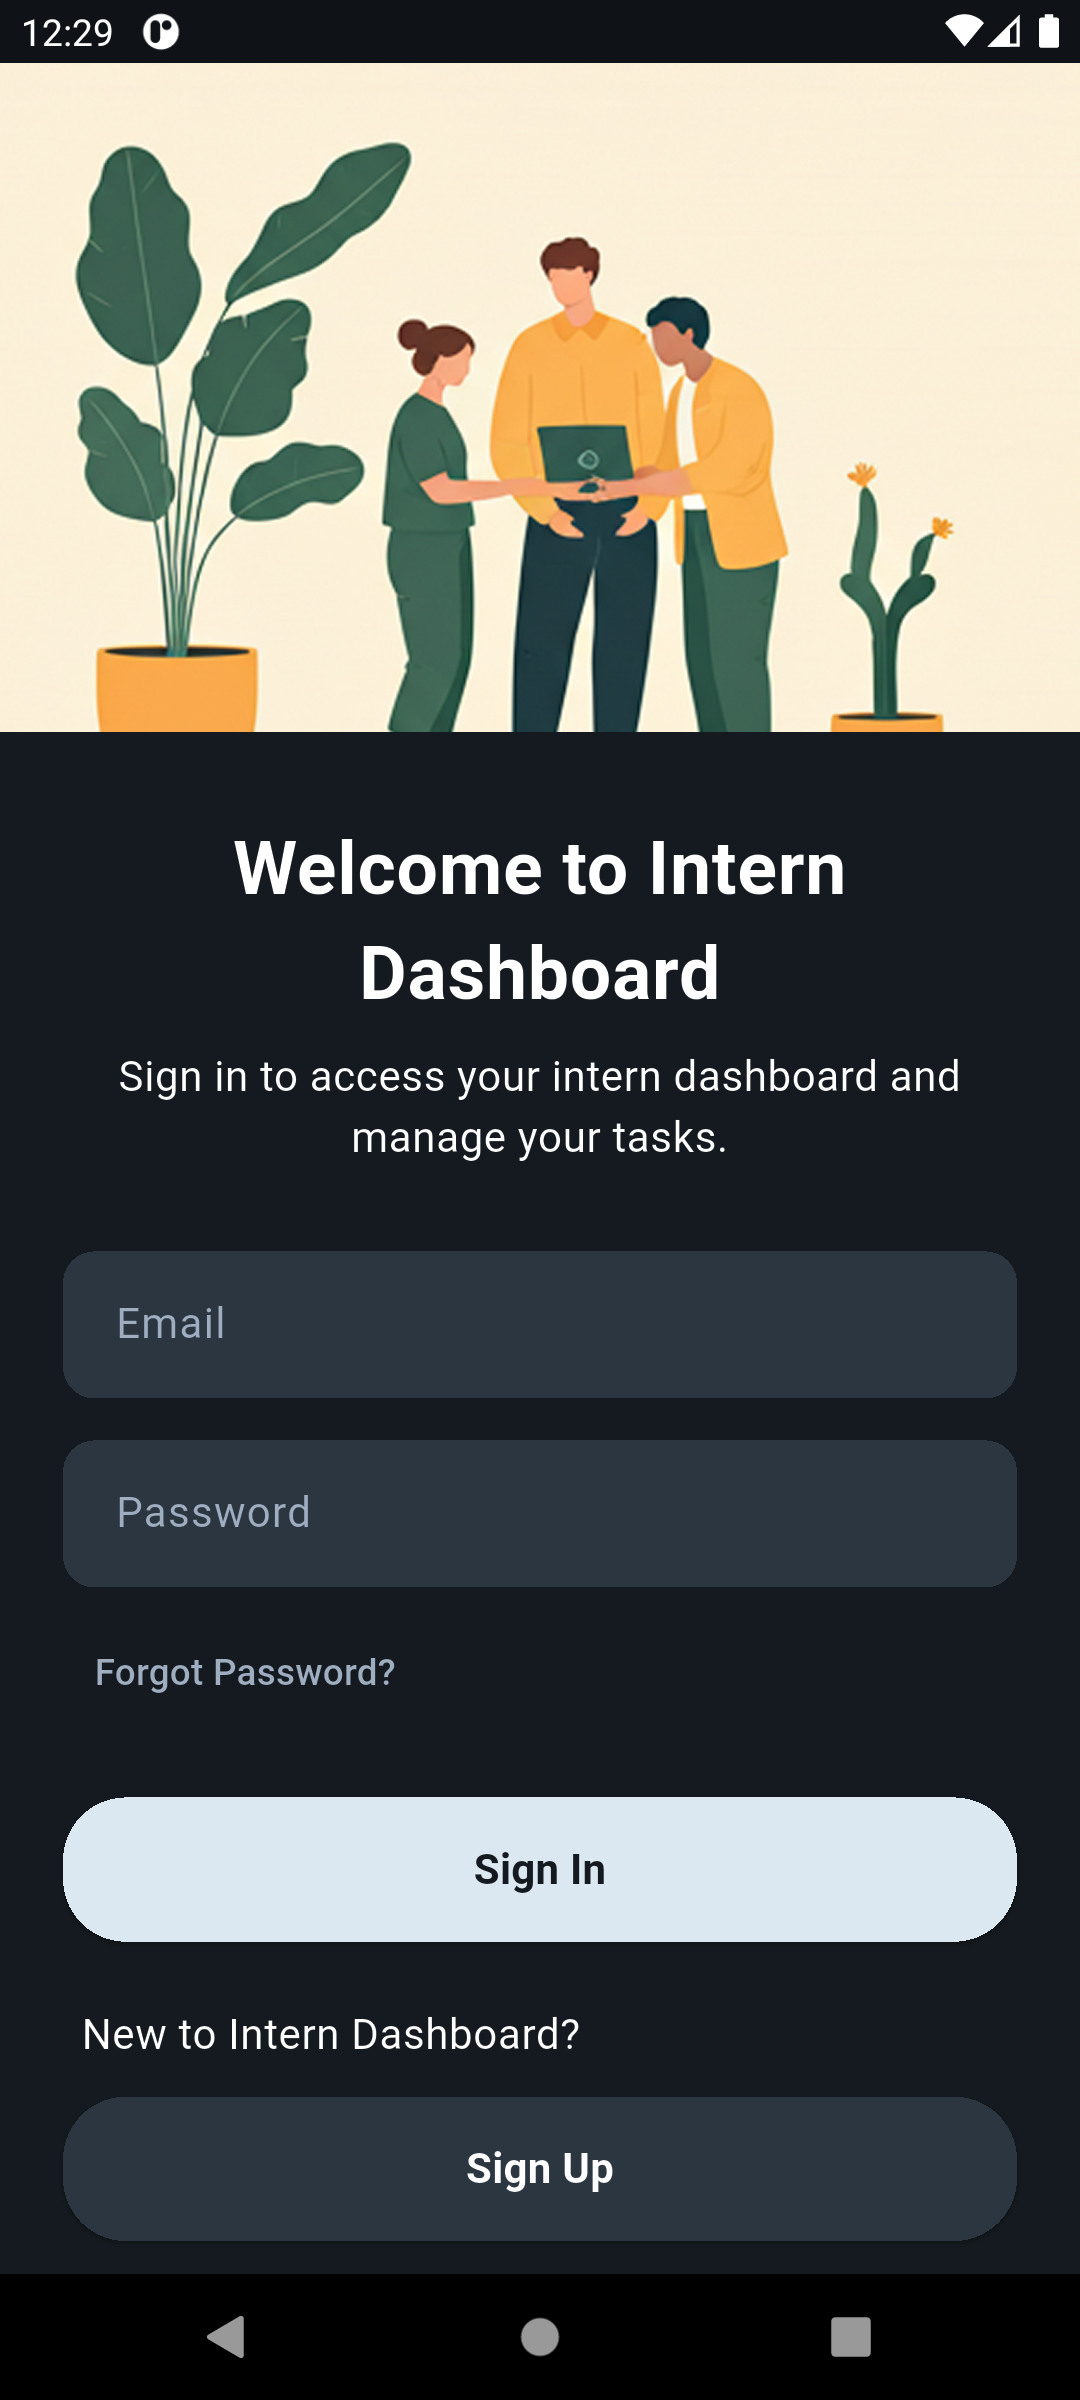 12:29
Welcome to Intern
Dashboard
Sign in to access your intern dashboard and
manage your tasks.
Email
Password
Forgot Password?
Sign In
New to Intern Dashboard?
Sign Up